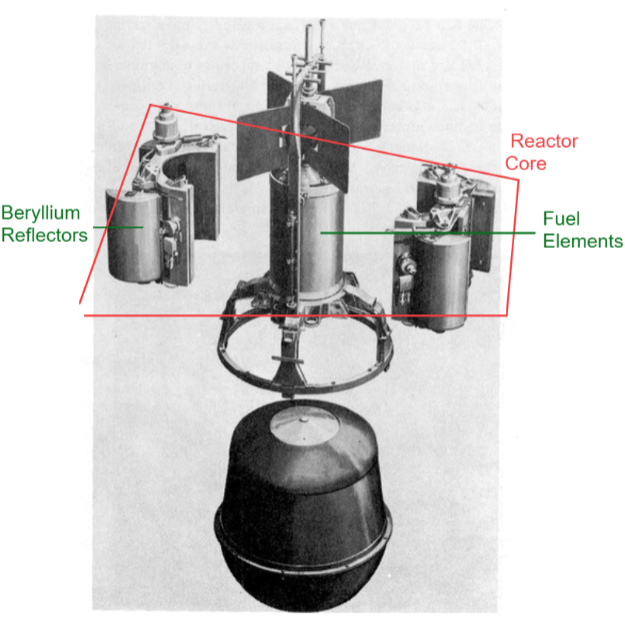 Reactor
Core
Beryllium
Reflectors
Fuel
Elements